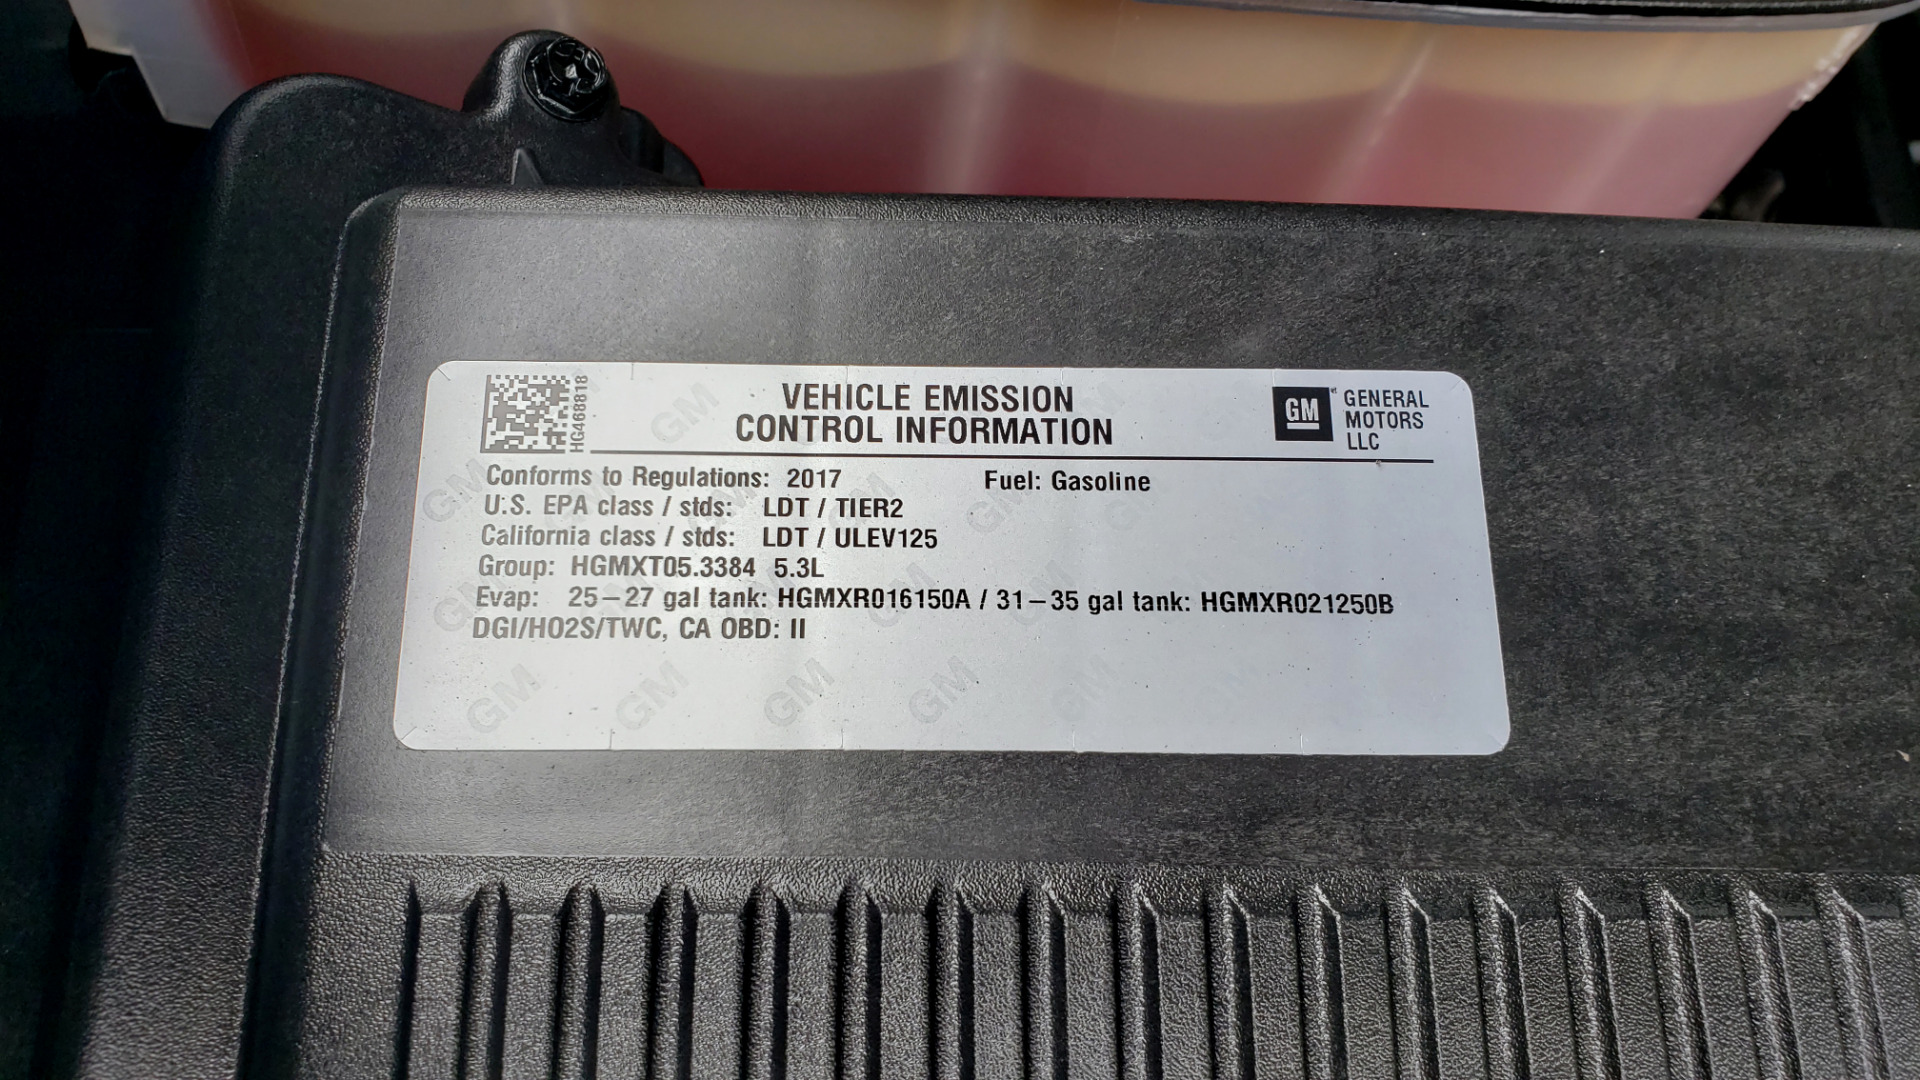 HG468818
VEHICLE EMISSION
CONTROL INFORMATION
GM
GENERAL
MOTORS
LLC
Conforms to Regulations: 2017 Fuel: Gasoline
U.S. EPA class / stds: LDT / TIER2
California class / stds: LDT / ULEV125
Group: HGMXT05.3384 5.3L
Evap: 25-27 gal tank: HGMXR016150A / 31-35 gal tank: HGMXR021250B
DGI/HO2S/TWC, CA OBD: II